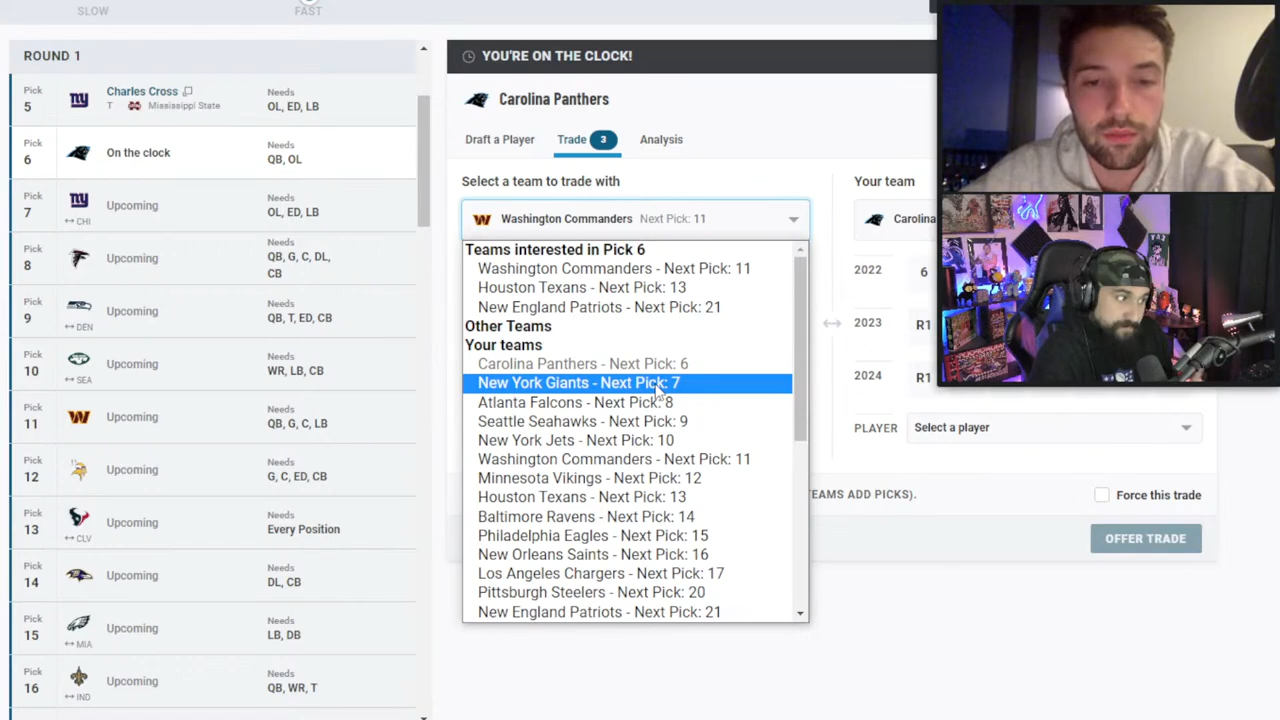 SLOW
FAST
ROUND 1
Pick 5
Charles Cross
T Mississippi State
Needs
OL, ED, LB
Pick 6
On the clock
Needs
QB, OL
Pick 7
↔ CHI
Upcoming
Needs
OL, ED, LB
Pick 8
Upcoming
Needs
QB, G, C, DL,
CB
Pick 9
↔ DEN
Upcoming
Needs
QB, T, ED, CB
Pick 10
↔ SEA
Upcoming
Needs
WR, LB, CB
Pick 11
Upcoming
Needs
QB, G, C, LB
Pick 12
Upcoming
Needs
G, C, ED, CB
Pick 13
↔ CLV
Upcoming
Needs
Every Position
Pick 14
Upcoming
Needs
DL, CB
Pick 15
↔ MIA
Upcoming
Needs
LB, DB
Pick 16
↔ IND
Upcoming
Needs
QB, WR, T
YOU'RE ON THE CLOCK!
Carolina Panthers
Draft a Player Trade 3 Analysis
Select a team to trade with
Washington Commanders Next Pick: 11
Teams interested in Pick 6
Washington Commanders - Next Pick: 11
Houston Texans - Next Pick: 13
New England Patriots - Next Pick: 21
Other Teams
Your teams
Carolina Panthers - Next Pick: 6
New York Giants - Next Pick: 7
Atlanta Falcons - Next Pick: 8
Seattle Seahawks - Next Pick: 9
New York Jets - Next Pick: 10
Washington Commanders - Next Pick: 11
Minnesota Vikings - Next Pick: 12
Houston Texans - Next Pick: 13
Baltimore Ravens - Next Pick: 14
Philadelphia Eagles - Next Pick: 15
New Orleans Saints - Next Pick: 16
Los Angeles Chargers - Next Pick: 17
Pittsburgh Steelers - Next Pick: 20
New England Patriots - Next Pick: 21
Your team
Carolina
2022 6
2023 R1
2024 R1
PLAYER Select a player
TEAMS ADD PICKS).
Force this trade
OFFER TRADE